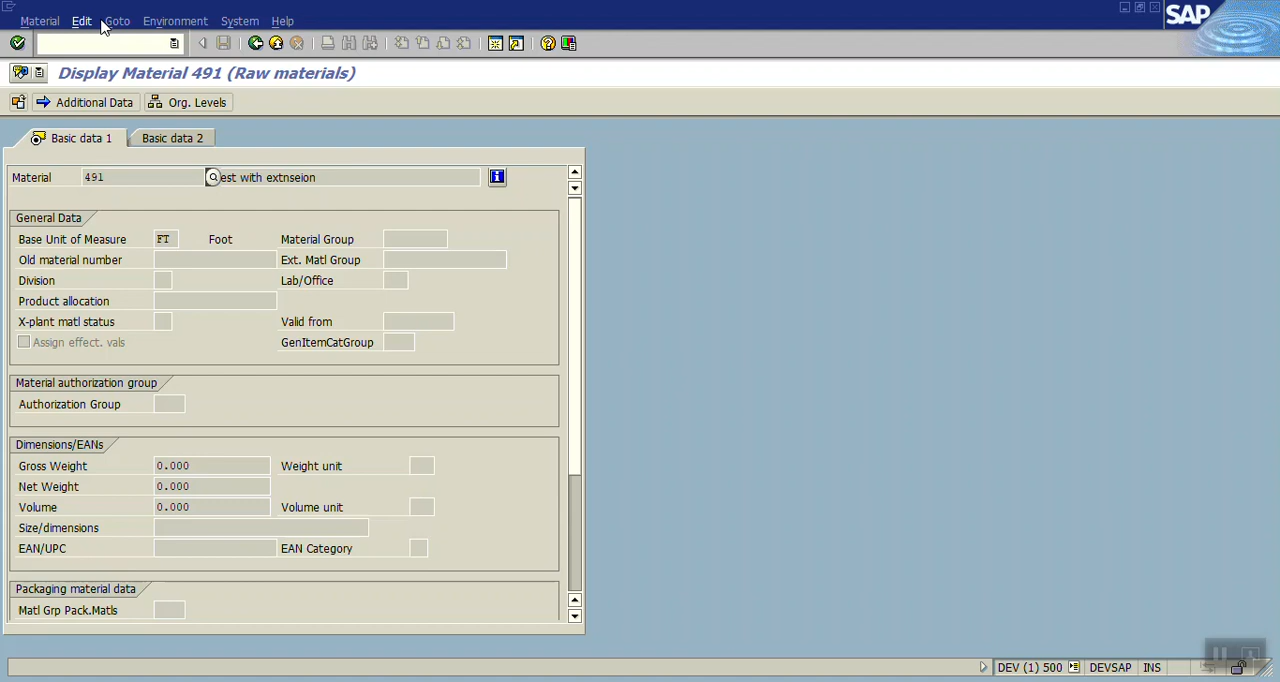 Material Edit Goto Environment System Help
SAP
Display Material 491 (Raw materials)
Additional Data Org. Levels
Basic data 1 Basic data 2
Material 491 est with extnseion
General Data
Base Unit of Measure FT Foot Material Group
Old material number Ext. Matl Group
Division Lab/Office
Product allocation
X-plant matl status Valid from
Assign effect. vals GenItemCatGroup
Material authorization group
Authorization Group
Dimensions/EANs
Gross Weight 0.000 Weight unit
Net Weight 0.000
Volume 0.000 Volume unit
Size/dimensions
EAN/UPC EAN Category
Packaging material data
Matl Grp Pack.Matls
DEV (1) 500 DEVSAP INS